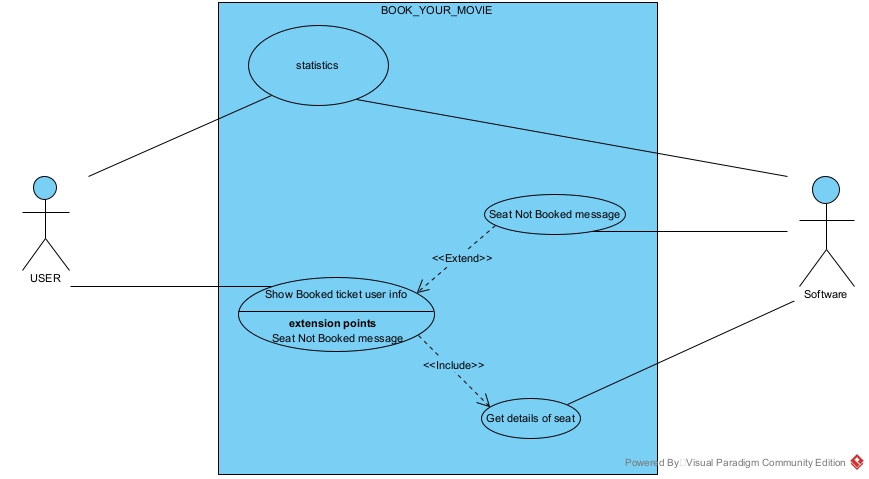 BOOK_YOUR_MOVIE
statistics
Seat Not Booked message
<<Extend>>
USER
Software
Show Booked ticket user info
extension points
Seat Not Booked message
<<Include>>
Get details of seat
Powered By Visual Paradigm Community Edition